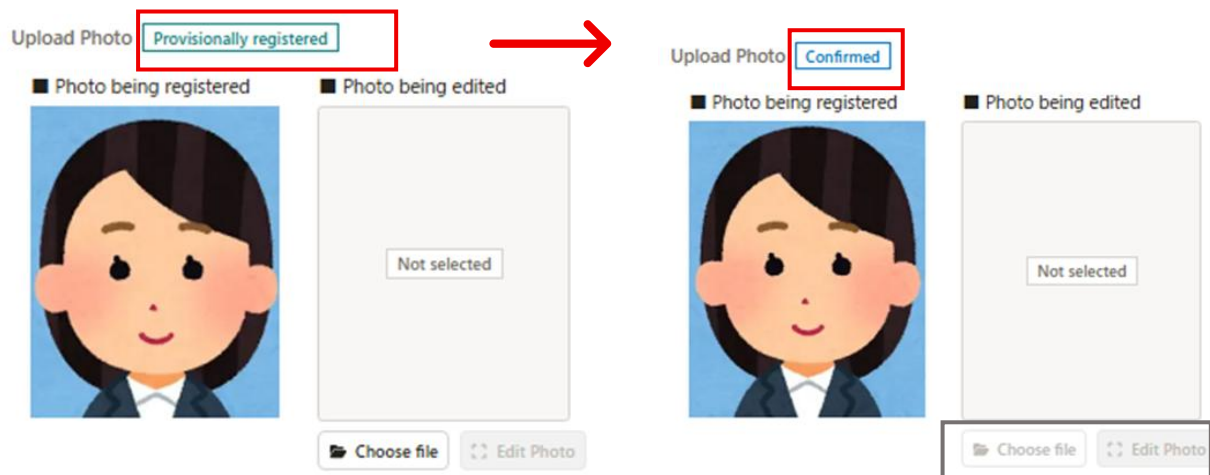 Upload Photo Provisionally registered
■ Photo being registered
■ Photo being edited
Not selected
Choose file
Edit Photo
Upload Photo Confirmed
■ Photo being registered
■ Photo being edited
Not selected
Choose file
Edit Photo